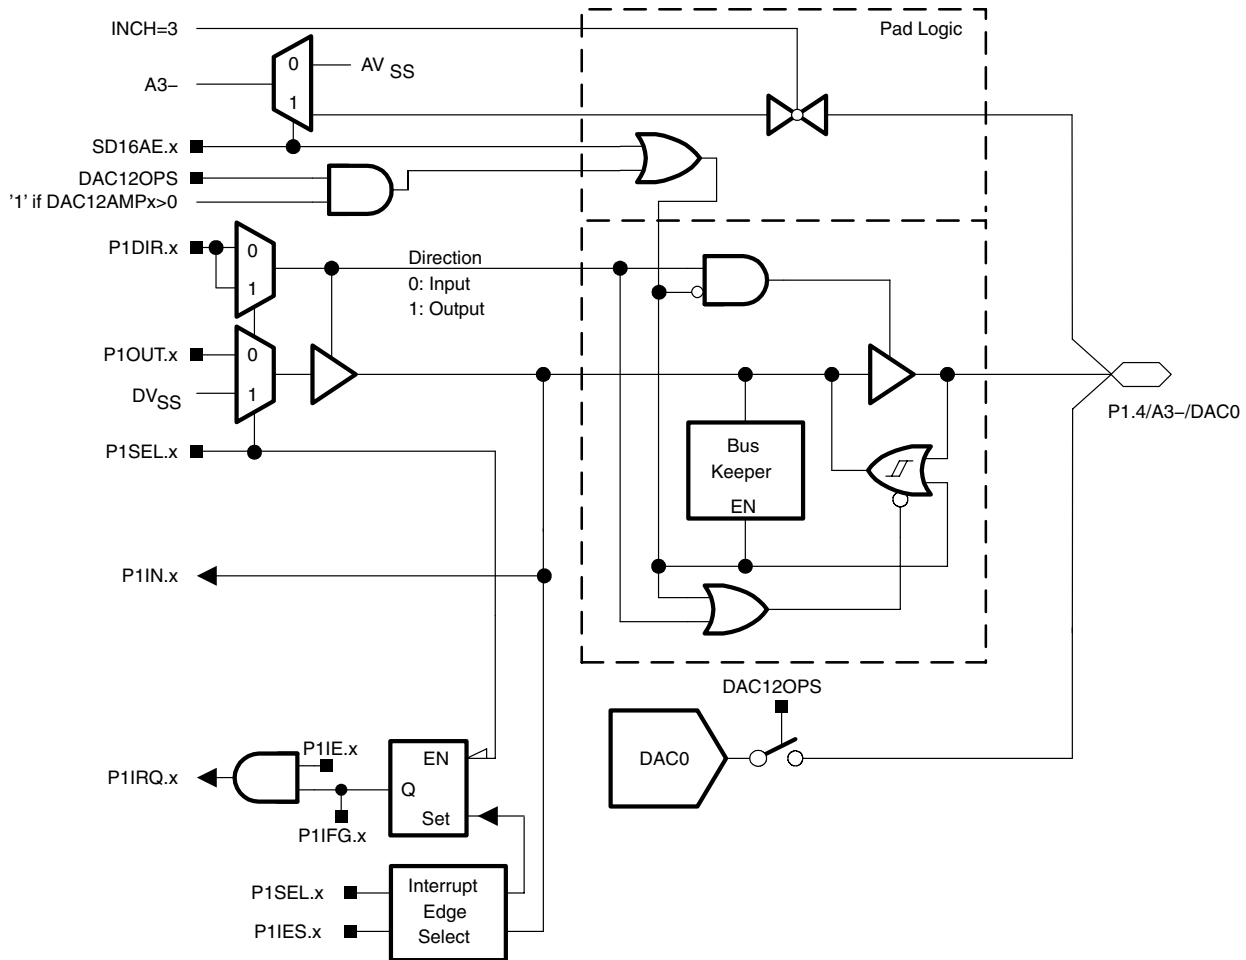 INCH=3
Pad Logic
0
AV SS
A3−
1
SD16AE.x
DAC12OPS
'1' if DAC12AMPx>0
P1DIR.x
0
1
Direction
0: Input
1: Output
P1OUT.x
0
DVSS
1
P1.4/A3−/DAC0
P1SEL.x
Bus
Keeper
EN
P1IN.x
DAC12OPS
P1IE.x
EN
DAC0
P1IRQ.x
Q
Set
P1IFG.x
P1SEL.x
Interrupt
Edge
Select
P1IES.x